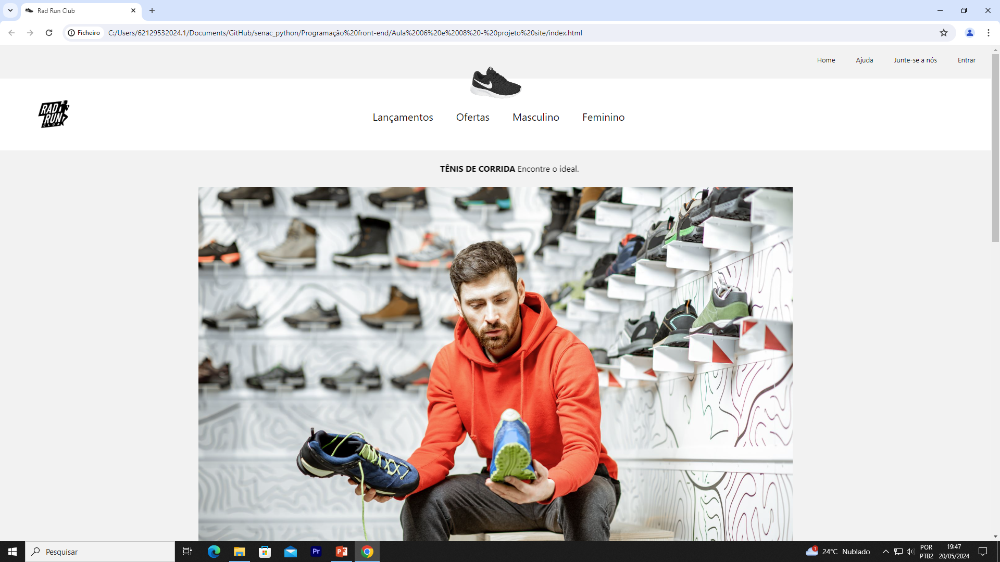 Rad Run Club
Ficheiro
C:/Users/62129532024.1/Documents/GitHub/senac_python/Programação%20front-end/Aula%2006%20e%2008%20-%20projeto%20site/index.html
Home Ajuda Junte-se a nós Entrar
RAD
RUN
CLUB
Lançamentos Ofertas Masculino Feminino
TÊNIS DE CORRIDA Encontre o ideal.
Pesquisar
Pr
P
1
24°C Nublado
POR
PTB2
19:47
20/05/2024